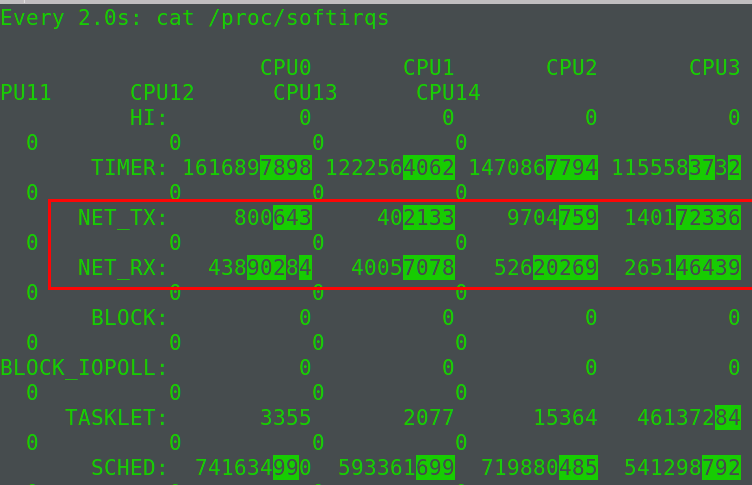 Every 2.0s: cat /proc/softirqs
CPU0 CPU1 CPU2 CPU3
PU11 CPU12 CPU13 CPU14
HI: 0 0 0 0
0 0 0 0
TIMER: 1616897898 1222564062 1470867794 1155583732
0 0 0 0
NET_TX: 800643 402133 9704759 140172336
0 0 0 0
NET_RX: 43890284 40057078 52620269 265146439
0 0 0 0
BLOCK: 0 0 0 0
0 0 0 0
BLOCK_IOPOLL: 0 0 0 0
0 0 0 0
TASKLET: 3355 2077 15364 46137284
0 0 0 0
SCHED: 741634990 593361699 719880485 541298792